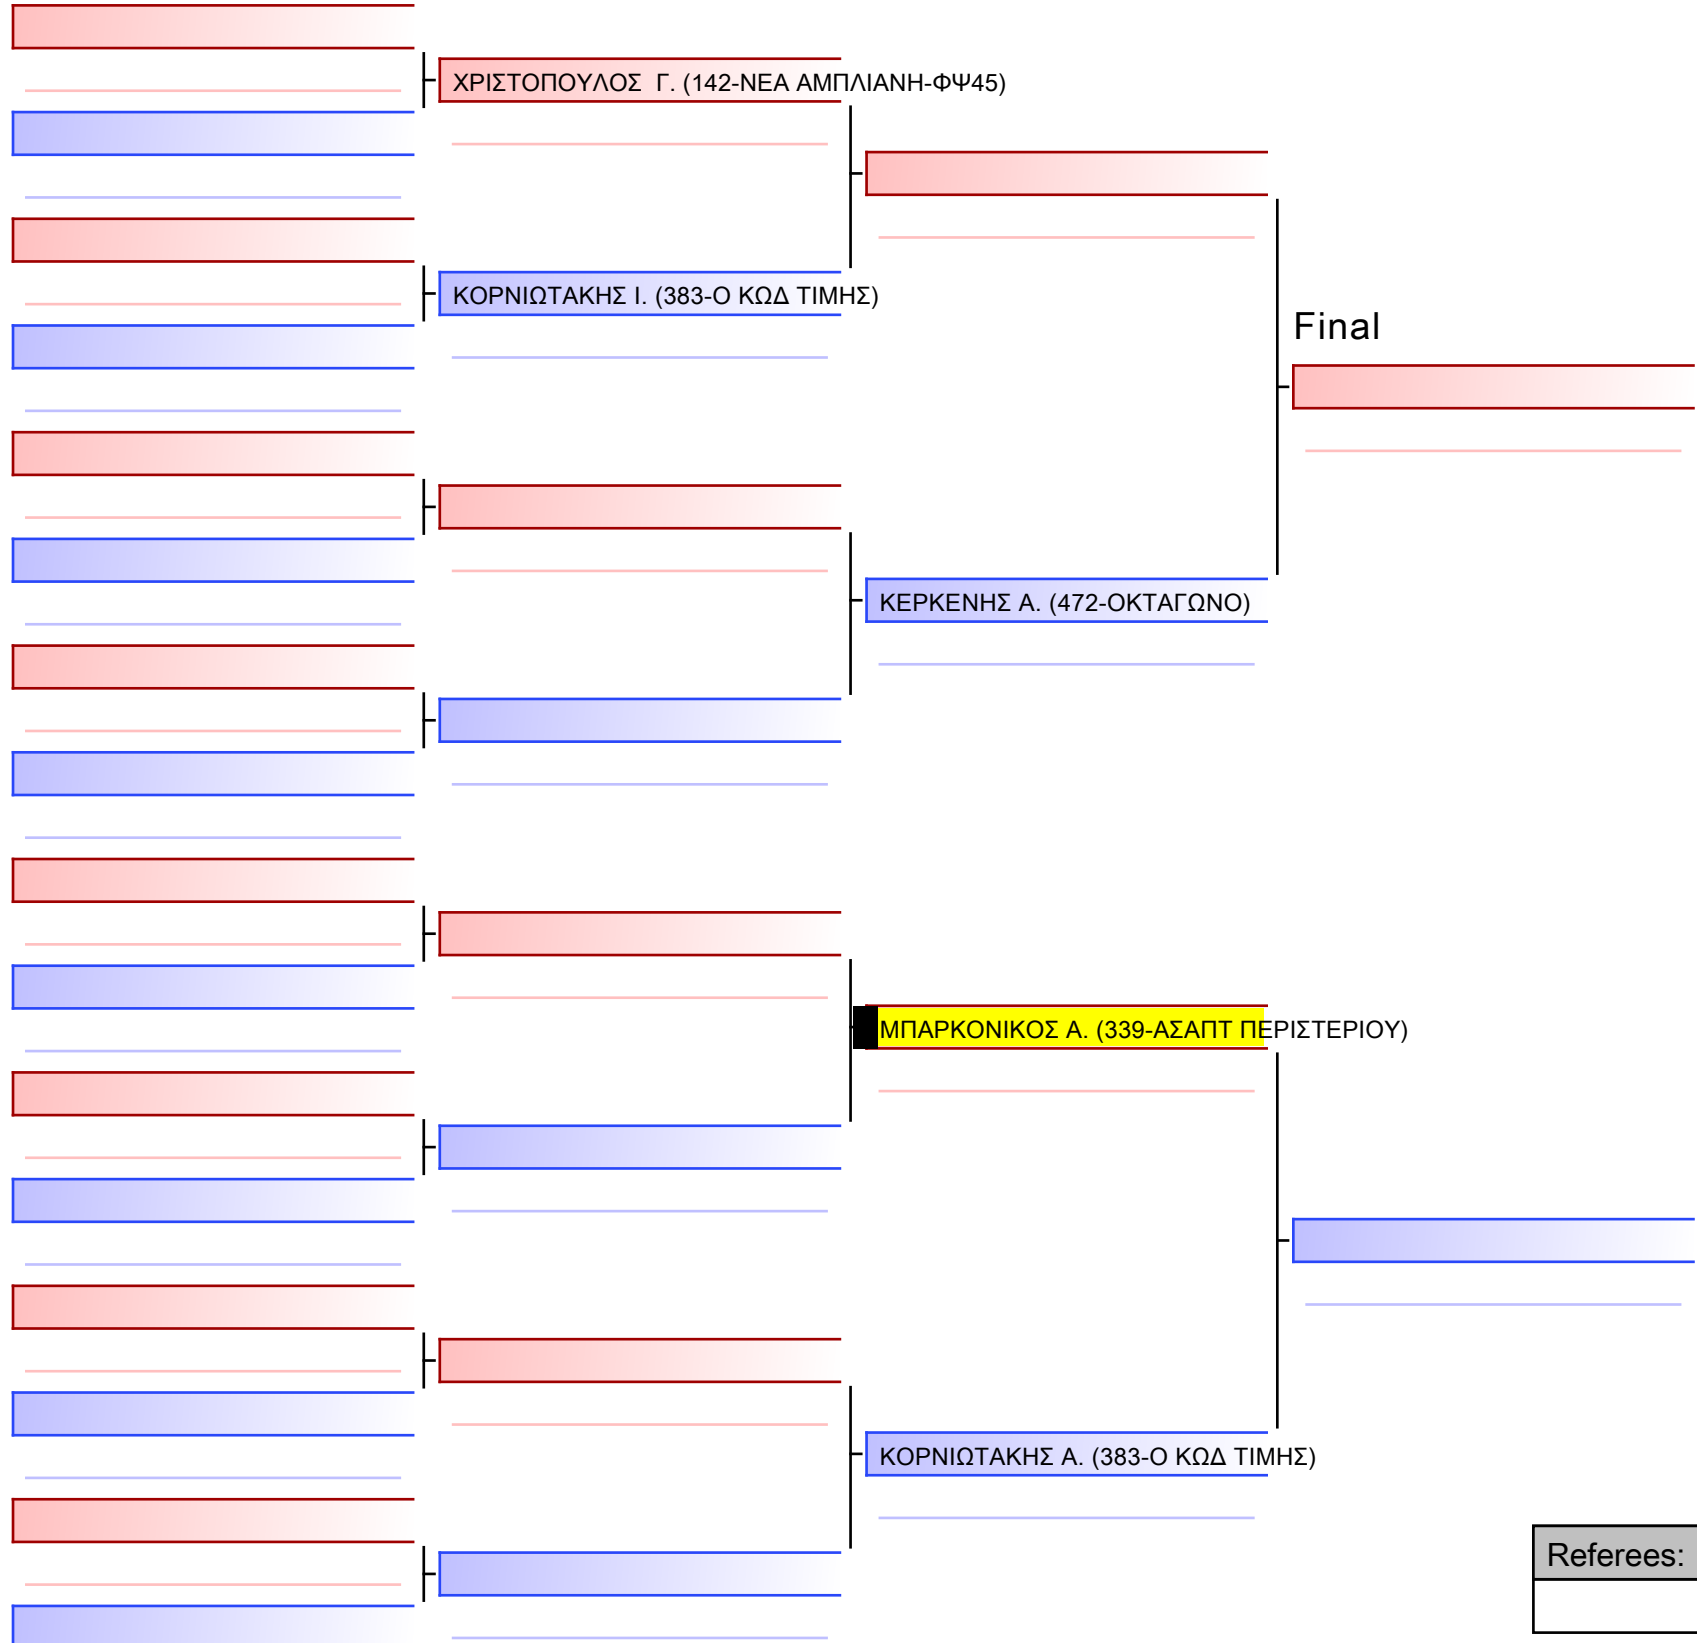 ΧΡΙΣΤΟΠΟΥΛΟΣ  Γ. (142-ΝΕΑ ΑΜΠΛΙΑΝΗ-ΦΨ45)
ΚΟΡΝΙΩΤΑΚΗΣ Ι. (383-Ο ΚΩΔ ΤΙΜΗΣ)
Final
ΚΕΡΚΕΝΗΣ Α. (472-ΟΚΤΑΓΩΝΟ)
ΜΠΑΡΚΟΝΙΚΟΣ Α. (339-ΑΣΑΠΤ ΠΕΡΙΣΤΕΡΙΟΥ)
ΚΟΡΝΙΩΤΑΚΗΣ Α. (383-Ο ΚΩΔ ΤΙΜΗΣ)
Referees: